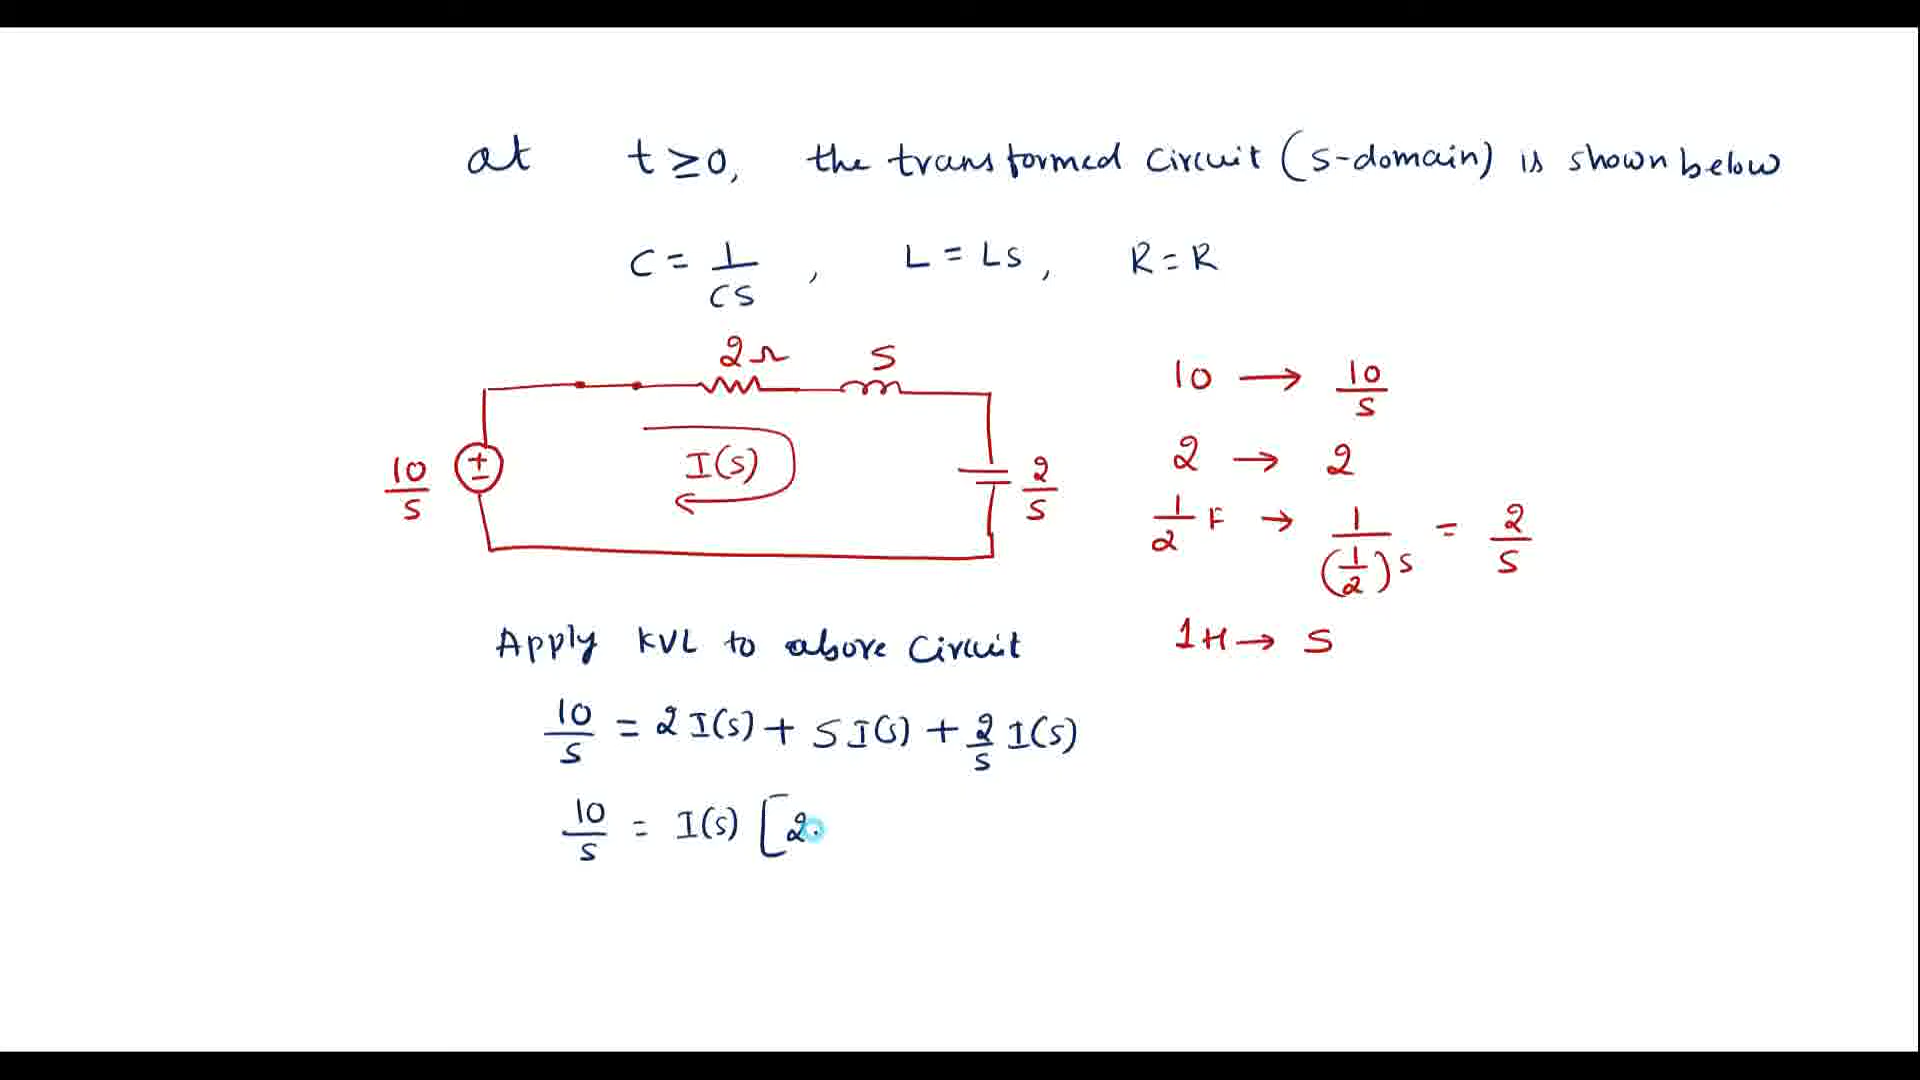 at t≥0, the transformed circuit (s-domain) is shown below
C = 1/CS , L = LS, R = R
2Ω S
10/S + - I(S) 2/S
10 → 10/S
2 → 2
1/2 F → 1/(1/2)S = 2/S
1H → S
Apply KVL to above Circuit
10/S = 2 I(S) + S I(S) + 2/S I(S)
10/S = I(S) [2